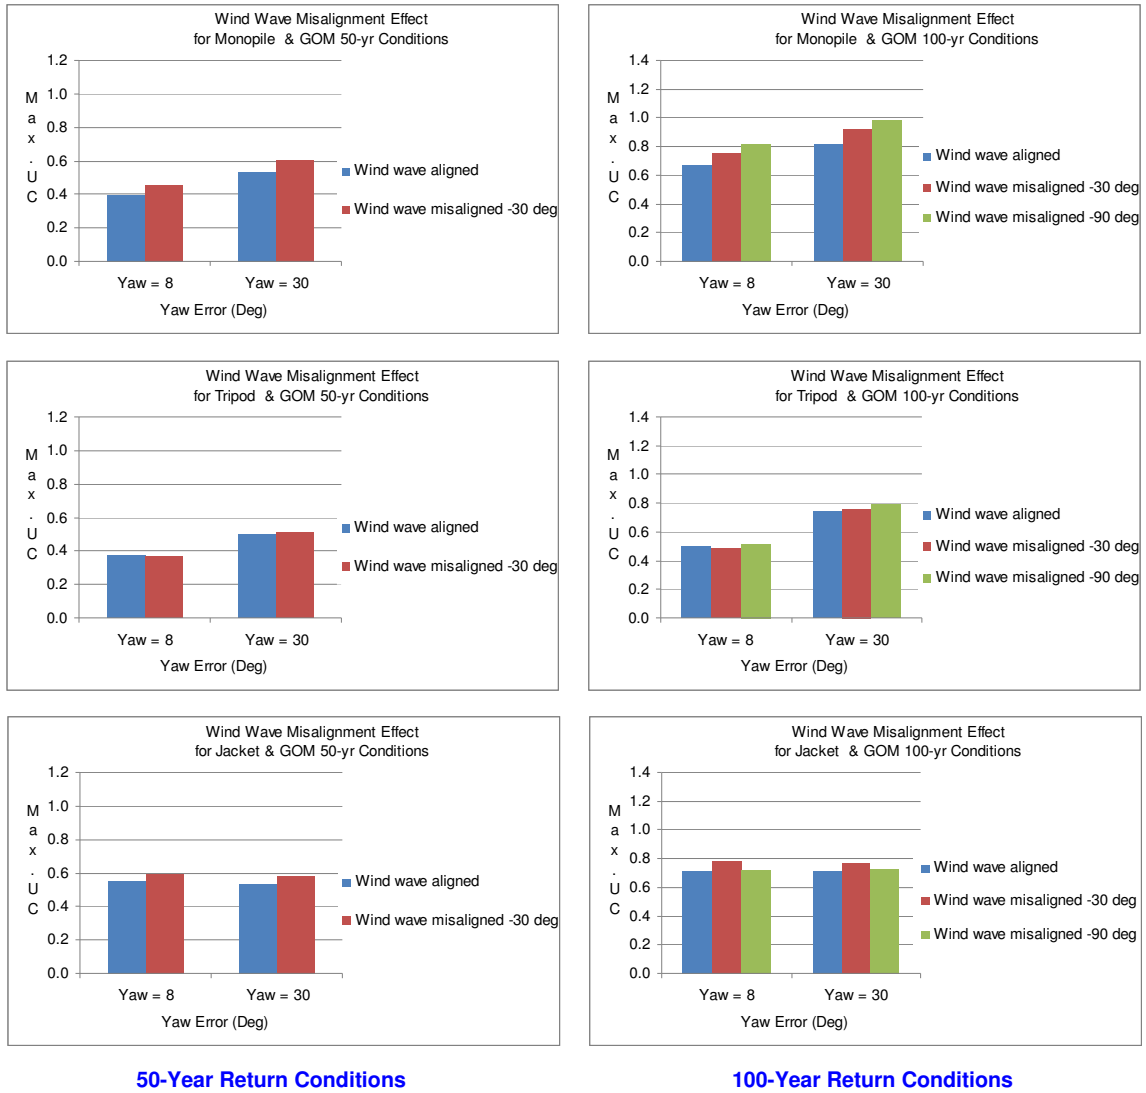 Wind Wave Misalignment Effect
for Monopile & GOM 50-yr Conditions
1.2
1.0
0.8
0.6
0.4
0.2
0.0
Max. UC
Yaw = 8
Yaw = 30
Yaw Error (Deg)
Wind wave aligned
Wind wave misaligned -30 deg
Wind Wave Misalignment Effect
for Monopile & GOM 100-yr Conditions
1.4
1.2
1.0
0.8
0.6
0.4
0.2
0.0
Max. UC
Yaw = 8
Yaw = 30
Yaw Error (Deg)
Wind wave aligned
Wind wave misaligned -30 deg
Wind wave misaligned -90 deg
Wind Wave Misalignment Effect
for Tripod & GOM 50-yr Conditions
1.2
1.0
0.8
0.6
0.4
0.2
0.0
Max. UC
Yaw = 8
Yaw = 30
Yaw Error (Deg)
Wind wave aligned
Wind wave misaligned -30 deg
Wind Wave Misalignment Effect
for Tripod & GOM 100-yr Conditions
1.4
1.2
1.0
0.8
0.6
0.4
0.2
0.0
Max. UC
Yaw = 8
Yaw = 30
Yaw Error (Deg)
Wind wave aligned
Wind wave misaligned -30 deg
Wind wave misaligned -90 deg
Wind Wave Misalignment Effect
for Jacket & GOM 50-yr Conditions
1.2
1.0
0.8
0.6
0.4
0.2
0.0
Max. UC
Yaw = 8
Yaw = 30
Yaw Error (Deg)
Wind wave aligned
Wind wave misaligned -30 deg
Wind Wave Misalignment Effect
for Jacket & GOM 100-yr Conditions
1.4
1.2
1.0
0.8
0.6
0.4
0.2
0.0
Max. UC
Yaw = 8
Yaw = 30
Yaw Error (Deg)
Wind wave aligned
Wind wave misaligned -30 deg
Wind wave misaligned -90 deg
50-Year Return Conditions
100-Year Return Conditions